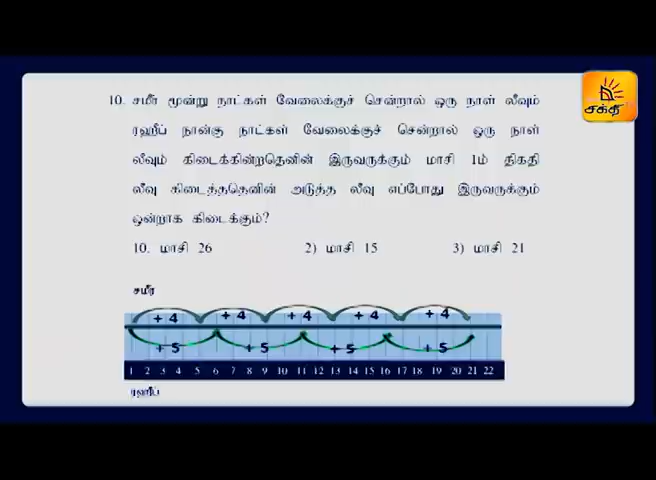 சக்தி
10. சமீர் மூன்று நாட்கள் வேலைக்குச் சென்றால் ஒரு நாள் லீவும்
ரஹீப் நான்கு நாட்கள் வேலைக்குச் சென்றால் ஒரு நாள்
லீவும் கிடைக்கின்றதெனின் இருவருக்கும் மாசி 1ம் திகதி
லீவு கிடைத்ததெனின் அடுத்த லீவு எப்போது இருவருக்கும்
ஒன்றாக கிடைக்கும்?
10. மாசி 26 2) மாசி 15 3) மாசி 21
சமீர
+ 4 + 4 + 4 + 4 + 4
+ 5 + 5 + 5 + 5
1 2 3 4 5 6 7 8 9 10 11 12 13 14 15 16 17 18 19 20 21 22
ரஹீப்